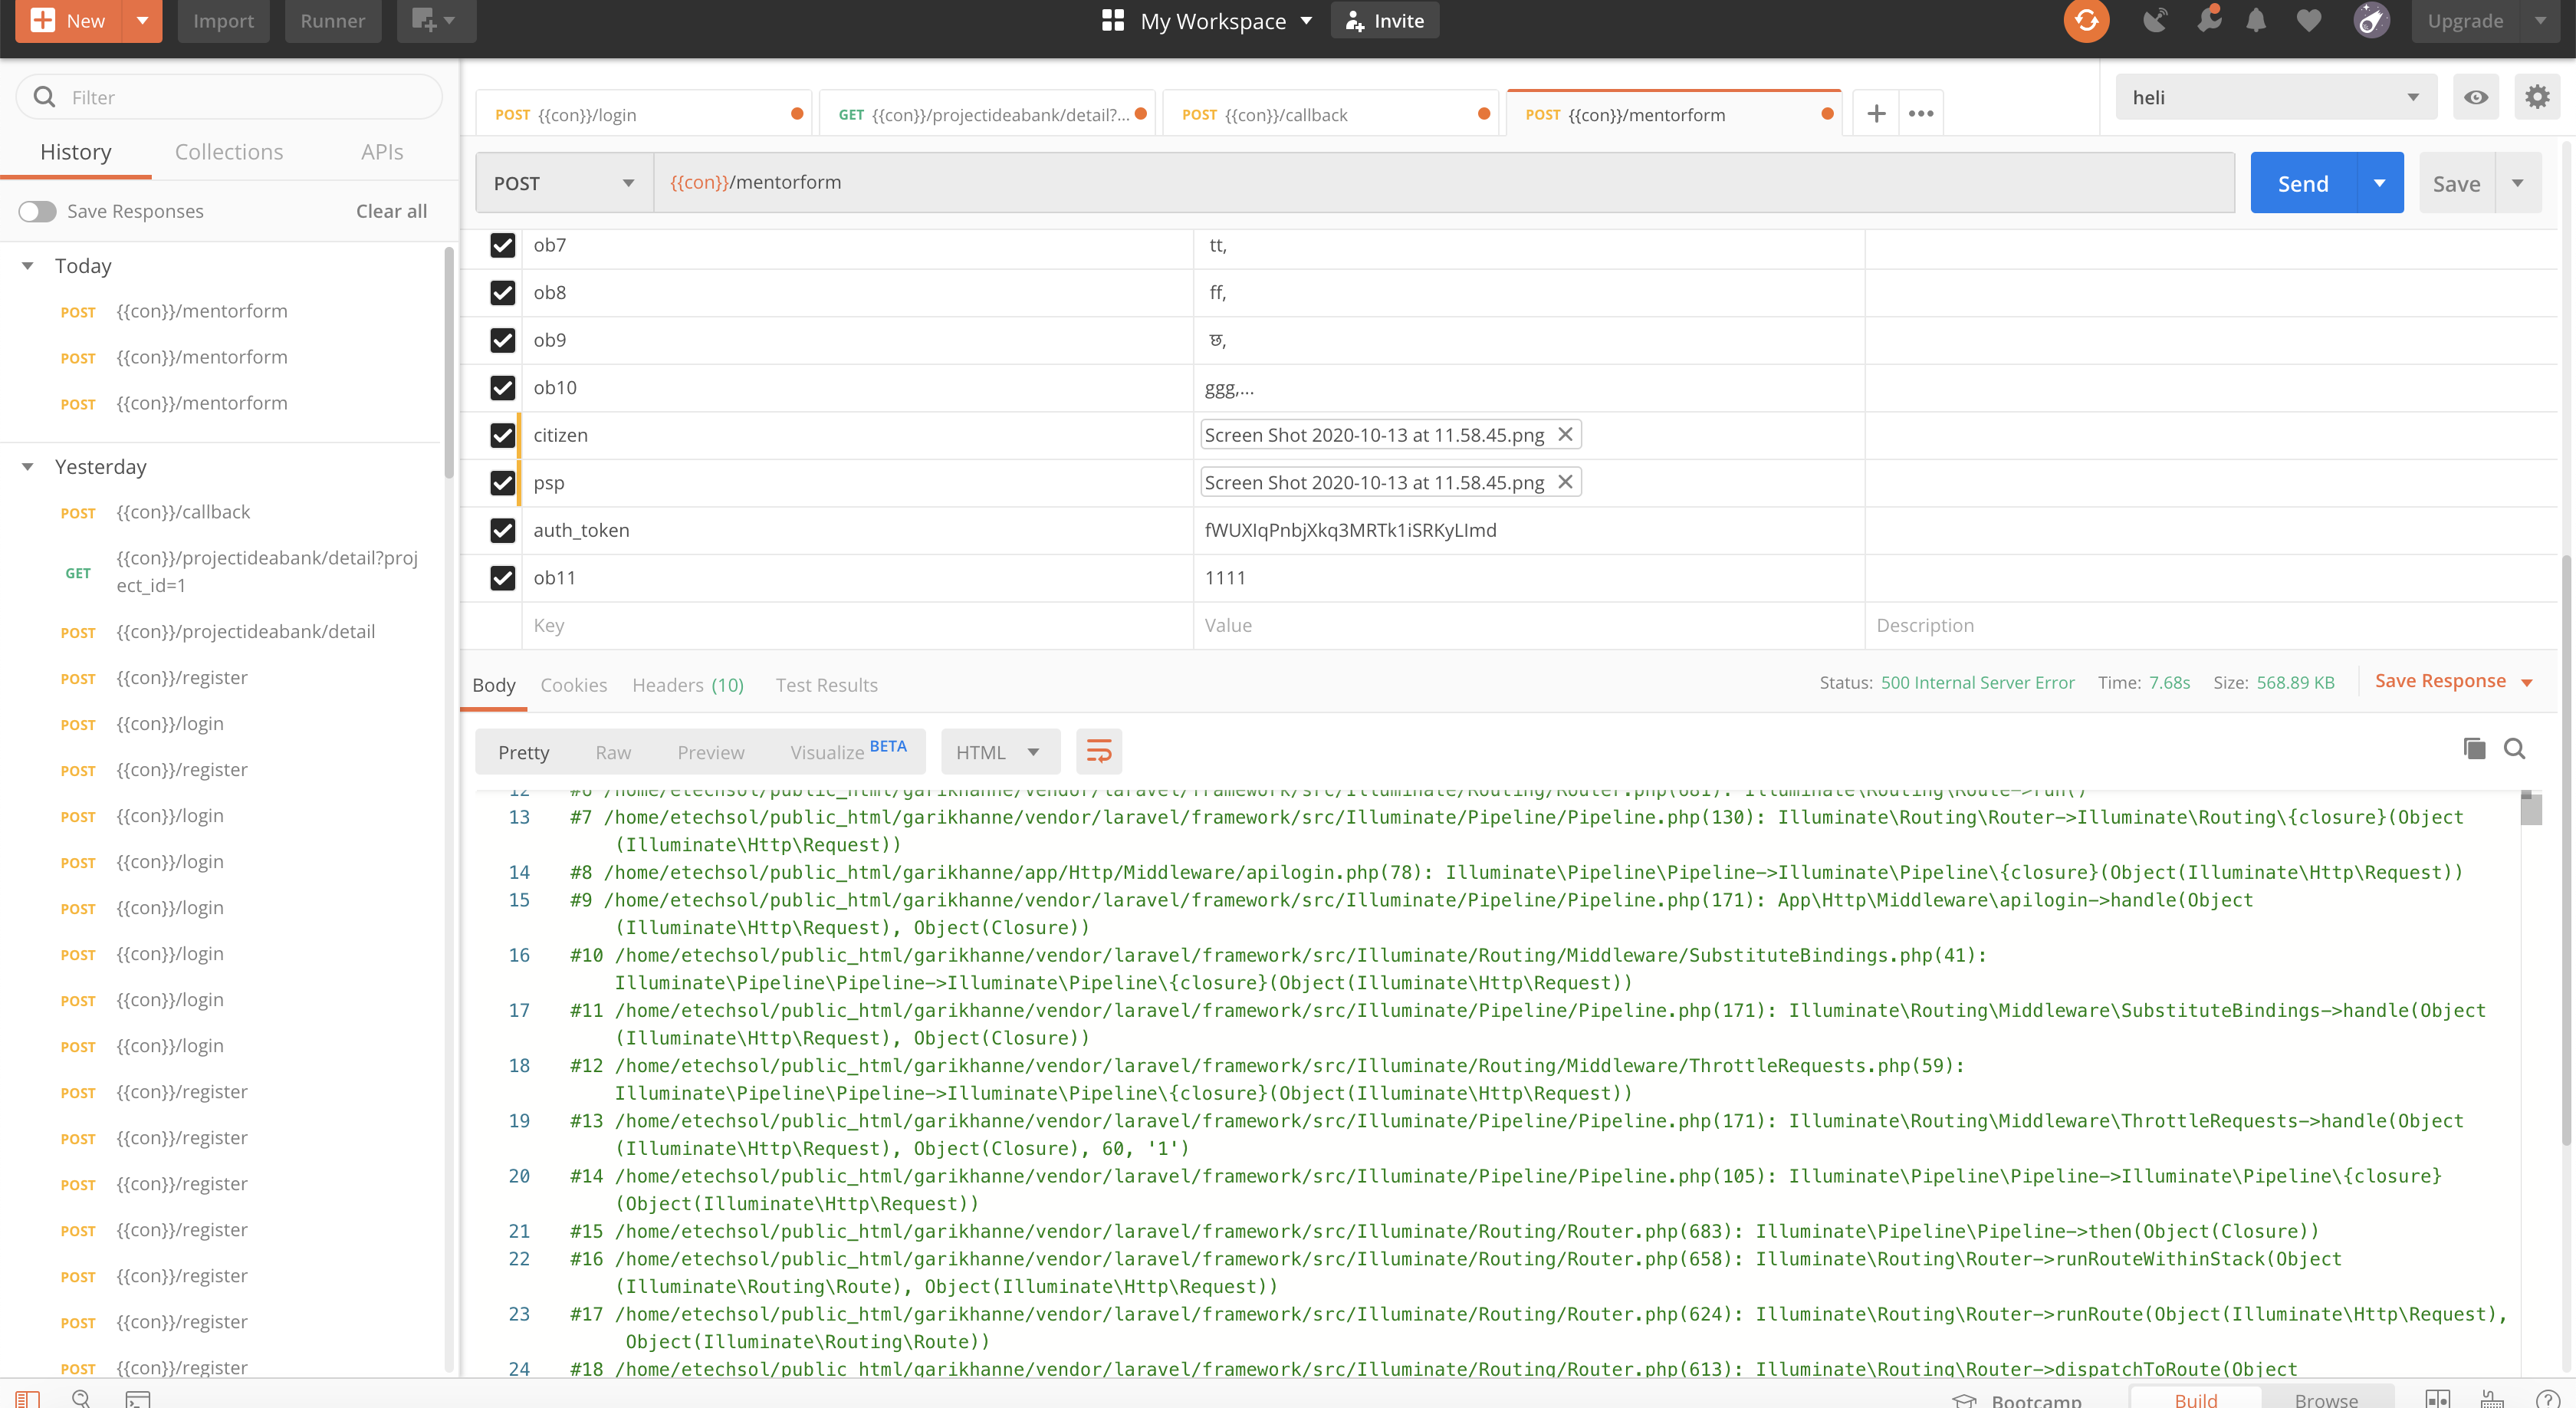 New
Import
Runner
My Workspace
Invite
Upgrade
Filter
History
Collections
APIs
Save Responses
Clear all
Today
POST {{con}}/mentorform
POST {{con}}/mentorform
POST {{con}}/mentorform
Yesterday
POST {{con}}/callback
GET {{con}}/projectideabank/detail?proj
ect_id=1
POST {{con}}/projectideabank/detail
POST {{con}}/register
POST {{con}}/login
POST {{con}}/register
POST {{con}}/login
POST {{con}}/login
POST {{con}}/login
POST {{con}}/login
POST {{con}}/login
POST {{con}}/login
POST {{con}}/register
POST {{con}}/register
POST {{con}}/register
POST {{con}}/register
POST {{con}}/register
POST {{con}}/register
POST {{con}}/register
POST {{con}}/login
GET {{con}}/projectideabank/detail?...
POST {{con}}/callback
POST {{con}}/mentorform
heli
POST
{{con}}/mentorform
Send
Save
ob7 tt,
ob8 ff,
ob9 छ,
ob10 ggg,...
citizen Screen Shot 2020-10-13 at 11.58.45.png
psp Screen Shot 2020-10-13 at 11.58.45.png
auth_token fWUXIqPnbjXkq3MRTk1iSRKyLImd
ob11 1111
Key Value Description
Body Cookies Headers (10) Test Results
Status: 500 Internal Server Error Time: 7.68s Size: 568.89 KB Save Response
Pretty Raw Preview Visualize BETA HTML
12 #6 /home/etechsol/public_html/garikhanne/vendor/laravel/framework/src/Illuminate/Routing/Router.php(681): Illuminate\Routing\Route->run()
13 #7 /home/etechsol/public_html/garikhanne/vendor/laravel/framework/src/Illuminate/Pipeline/Pipeline.php(130): Illuminate\Routing\Router->Illuminate\Routing\{closure}(Object
(Illuminate\Http\Request))
14 #8 /home/etechsol/public_html/garikhanne/app/Http/Middleware/apilogin.php(78): Illuminate\Pipeline\Pipeline->Illuminate\Pipeline\{closure}(Object(Illuminate\Http\Request))
15 #9 /home/etechsol/public_html/garikhanne/vendor/laravel/framework/src/Illuminate/Pipeline/Pipeline.php(171): App\Http\Middleware\apilogin->handle(Object
(Illuminate\Http\Request), Object(Closure))
16 #10 /home/etechsol/public_html/garikhanne/vendor/laravel/framework/src/Illuminate/Routing/Middleware/SubstituteBindings.php(41):
Illuminate\Pipeline\Pipeline->Illuminate\Pipeline\{closure}(Object(Illuminate\Http\Request))
17 #11 /home/etechsol/public_html/garikhanne/vendor/laravel/framework/src/Illuminate/Pipeline/Pipeline.php(171): Illuminate\Routing\Middleware\SubstituteBindings->handle(Object
(Illuminate\Http\Request), Object(Closure))
18 #12 /home/etechsol/public_html/garikhanne/vendor/laravel/framework/src/Illuminate/Routing/Middleware/ThrottleRequests.php(59):
Illuminate\Pipeline\Pipeline->Illuminate\Pipeline\{closure}(Object(Illuminate\Http\Request))
19 #13 /home/etechsol/public_html/garikhanne/vendor/laravel/framework/src/Illuminate/Pipeline/Pipeline.php(171): Illuminate\Routing\Middleware\ThrottleRequests->handle(Object
(Illuminate\Http\Request), Object(Closure), 60, '1')
20 #14 /home/etechsol/public_html/garikhanne/vendor/laravel/framework/src/Illuminate/Pipeline/Pipeline.php(105): Illuminate\Pipeline\Pipeline->Illuminate\Pipeline\{closure}
(Object(Illuminate\Http\Request))
21 #15 /home/etechsol/public_html/garikhanne/vendor/laravel/framework/src/Illuminate/Routing/Router.php(683): Illuminate\Pipeline\Pipeline->then(Object(Closure))
22 #16 /home/etechsol/public_html/garikhanne/vendor/laravel/framework/src/Illuminate/Routing/Router.php(658): Illuminate\Routing\Router->runRouteWithinStack(Object
(Illuminate\Routing\Route), Object(Illuminate\Http\Request))
23 #17 /home/etechsol/public_html/garikhanne/vendor/laravel/framework/src/Illuminate/Routing/Router.php(624): Illuminate\Routing\Router->runRoute(Object(Illuminate\Http\Request),
Object(Illuminate\Routing\Route))
24 #18 /home/etechsol/public_html/garikhanne/vendor/laravel/framework/src/Illuminate/Routing/Router.php(613): Illuminate\Routing\Router->dispatchToRoute(Object
Bootcamp
Build
Browse